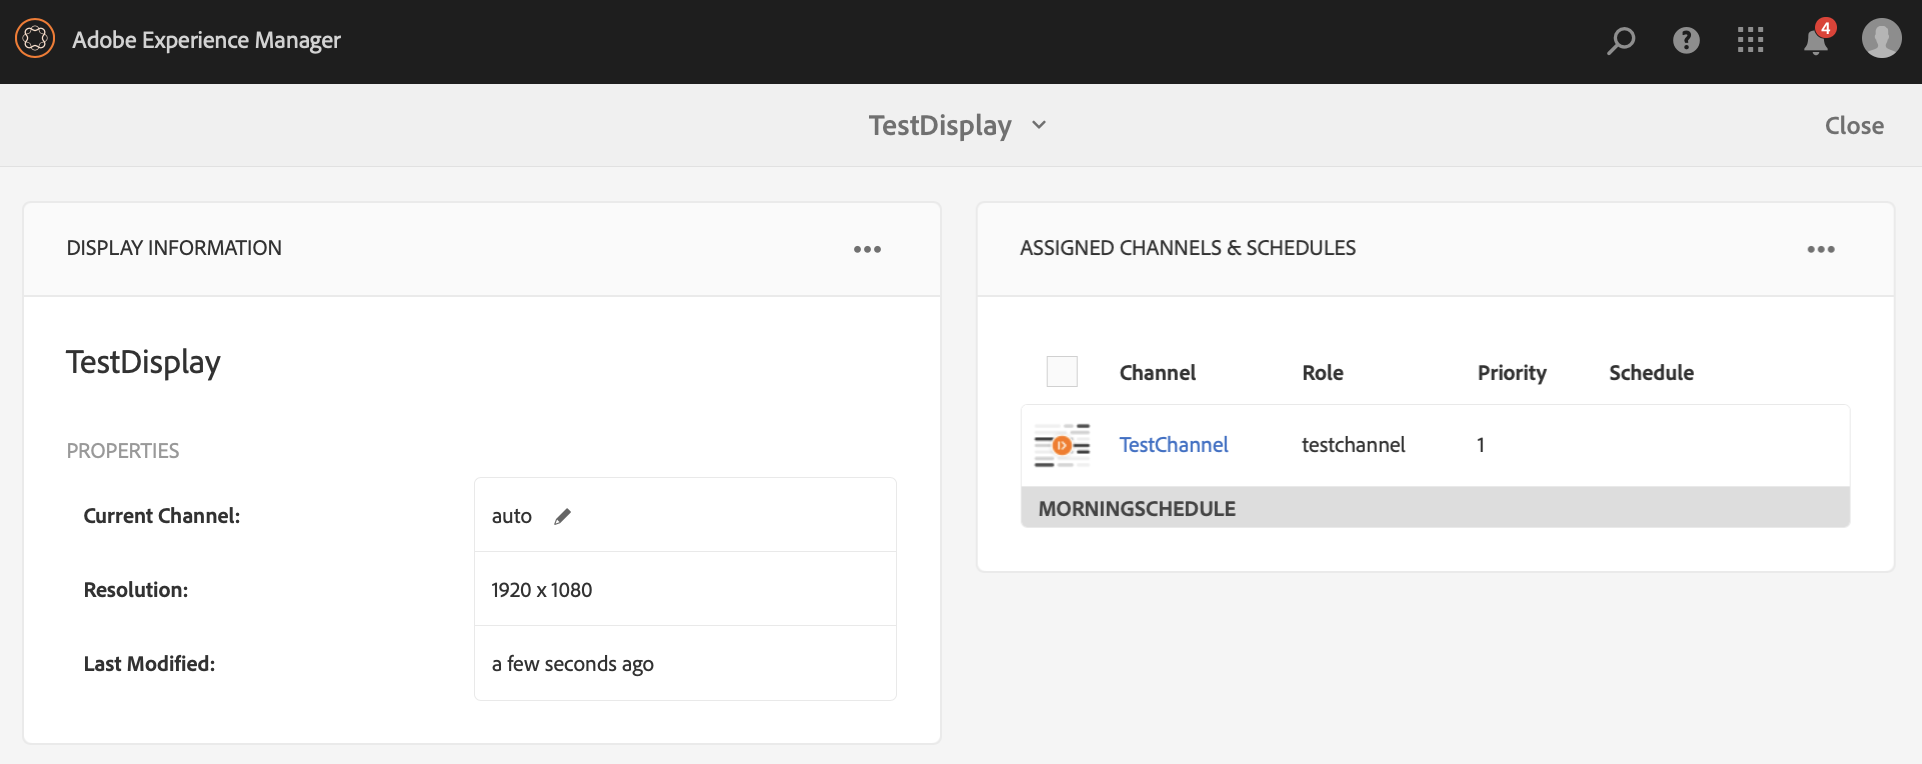 Adobe Experience Manager
4
TestDisplay
Close
DISPLAY INFORMATION
TestDisplay
PROPERTIES
Current Channel: auto
Resolution: 1920 x 1080
Last Modified: a few seconds ago
ASSIGNED CHANNELS & SCHEDULES
Channel Role Priority Schedule
TestChannel testchannel 1
MORNINGSCHEDULE